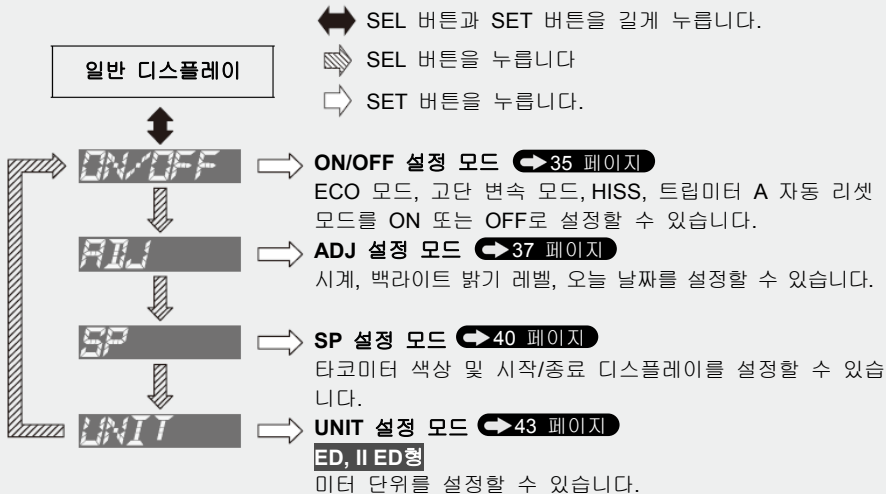 SEL 버튼과 SET 버튼을 길게 누릅니다.
SEL 버튼을 누릅니다
SET 버튼을 누릅니다.
일반 디스플레이
ON/OFF
ON/OFF 설정 모드 35 페이지
ECO 모드, 고단 변속 모드, HISS, 트립미터 A 자동 리셋
모드를 ON 또는 OFF로 설정할 수 있습니다.
ADJ
ADJ 설정 모드 37 페이지
시계, 백라이트 밝기 레벨, 오늘 날짜를 설정할 수 있습니다.
SP
SP 설정 모드 40 페이지
타코미터 색상 및 시작/종료 디스플레이를 설정할 수 있습
니다.
UNIT
UNIT 설정 모드 43 페이지
ED, II ED형
미터 단위를 설정할 수 있습니다.